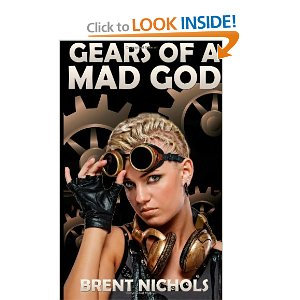 Click to LOOK INSIDE!
GEARS OF A
MAD GOD
BRENT NICHOLS